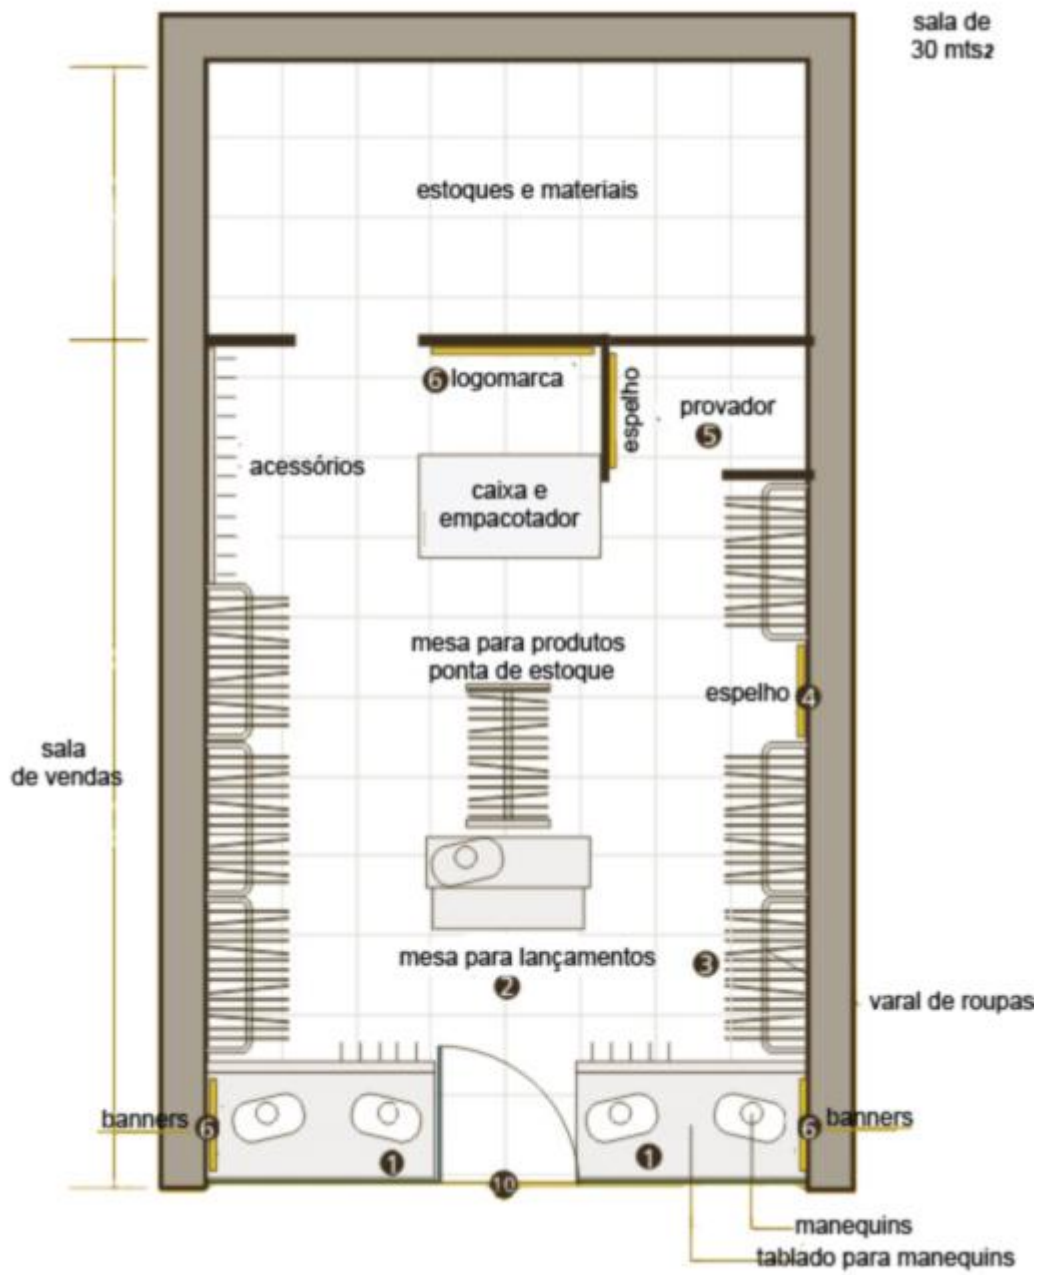 sala de
30 mts2
estoques e materiais
6 logomarca
espelho
provador
5
acessórios
caixa e
empacotador
mesa para produtos
ponta de estoque
espelho 4
sala
de vendas
mesa para lançamentos
2
3
varal de roupas
banners 6
6 banners
1
1
10
manequins
tablado para manequins